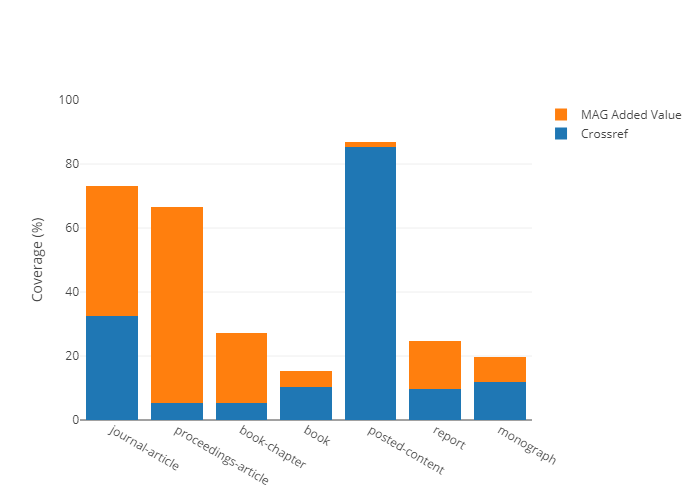 100
80
60
40
20
0
Coverage (%)
journal-article
proceedings-article
book-chapter
book
posted-content
report
monograph
MAG Added Value
Crossref